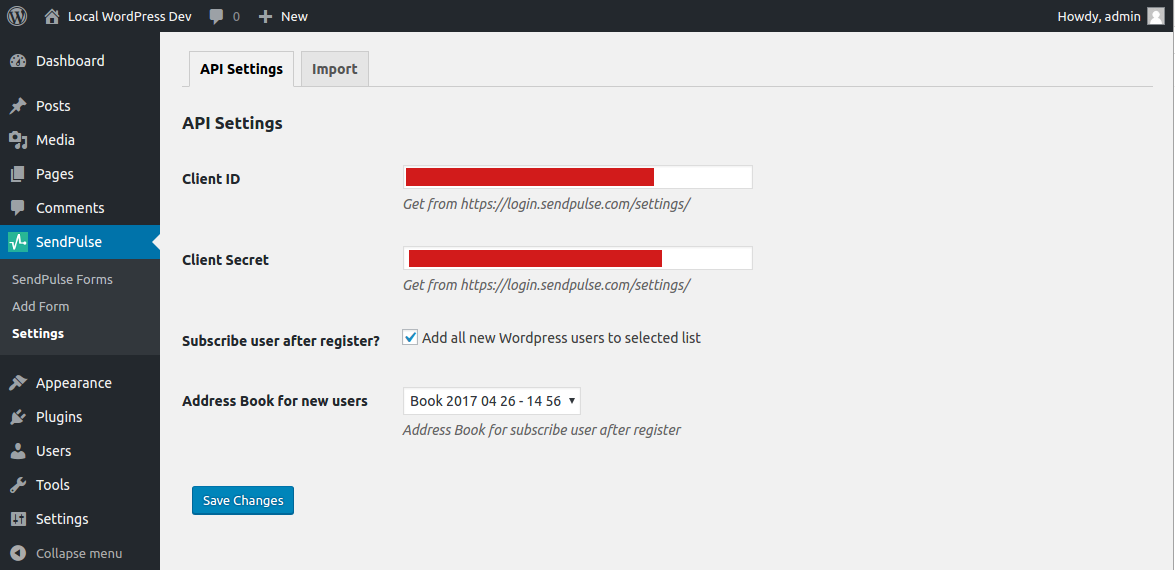 Local WordPress Dev 0 New Howdy, admin
Dashboard
Posts
Media
Pages
Comments
SendPulse
SendPulse Forms
Add Form
Settings
Appearance
Plugins
Users
Tools
Settings
Collapse menu
API Settings Import
API Settings
Client ID
Get from https://login.sendpulse.com/settings/
Client Secret
Get from https://login.sendpulse.com/settings/
Subscribe user after register? Add all new Wordpress users to selected list
Address Book for new users Book 2017 04 26 - 14 56
Address Book for subscribe user after register
Save Changes